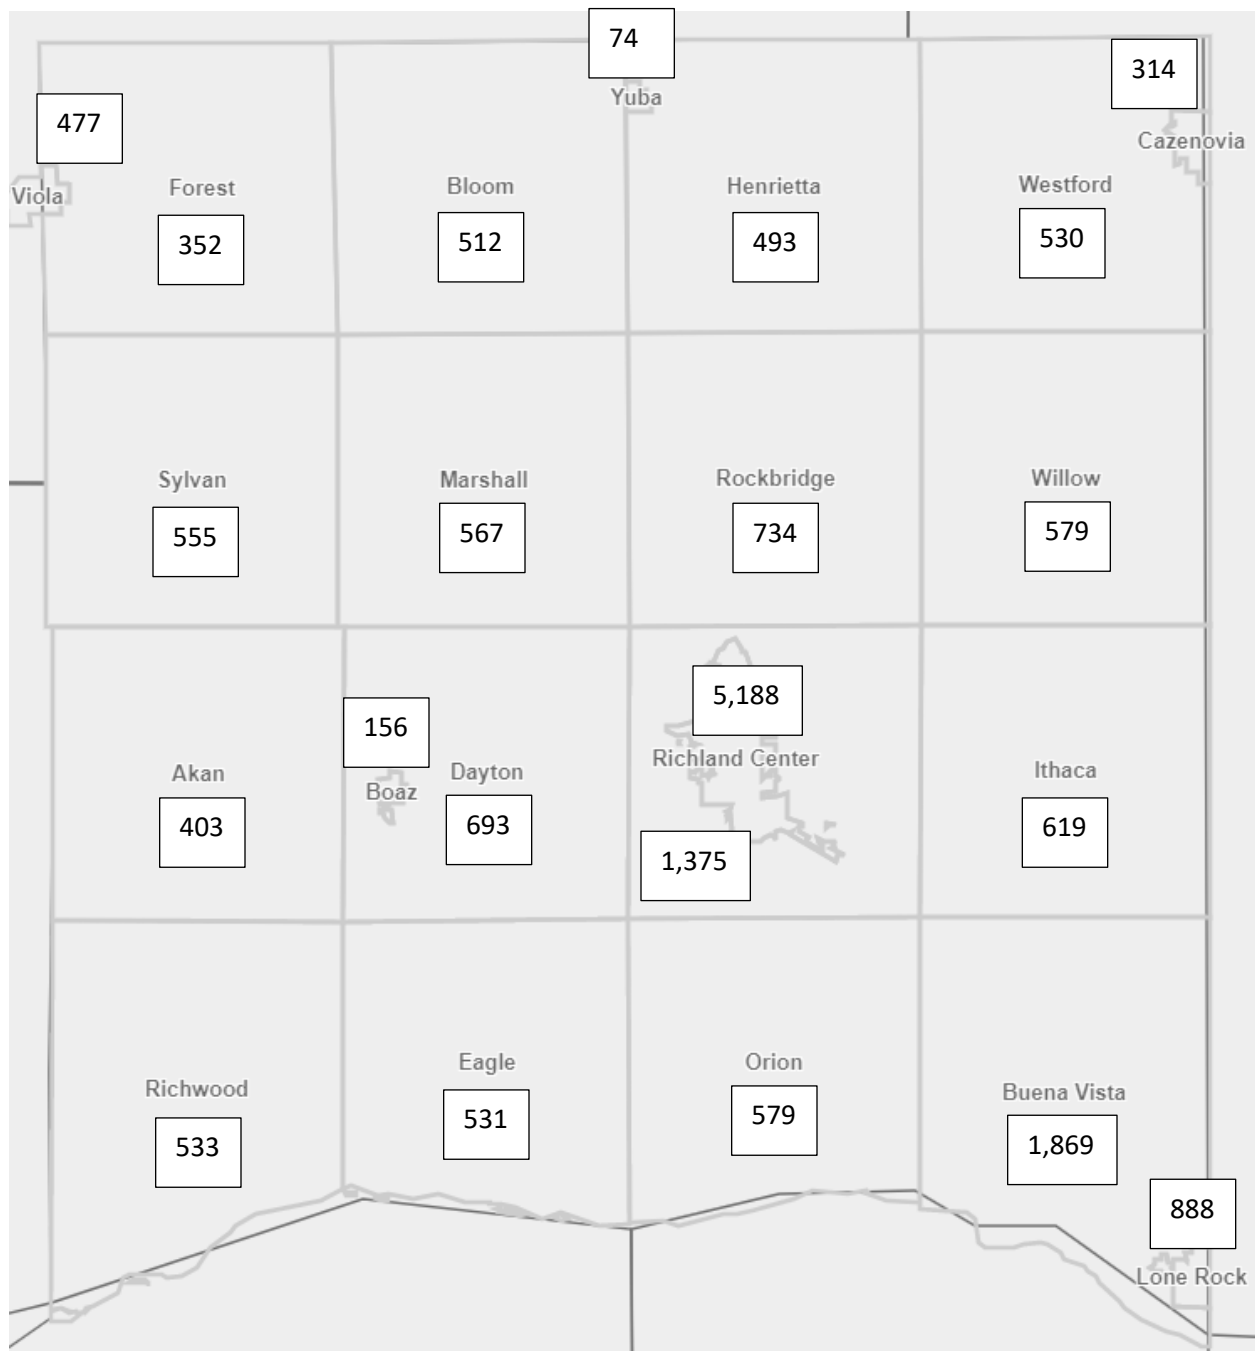 74
Yuba
314
Cazenovia
477
Viola
Forest
352
Bloom
512
Henrietta
493
Westford
530
Sylvan
555
Marshall
567
Rockbridge
734
Willow
579
Akan
403
156
Boaz
Dayton
693
5,188
Richland Center
1,375
Ithaca
619
Richwood
533
Eagle
531
Orion
579
Buena Vista
1,869
888
Lone Rock